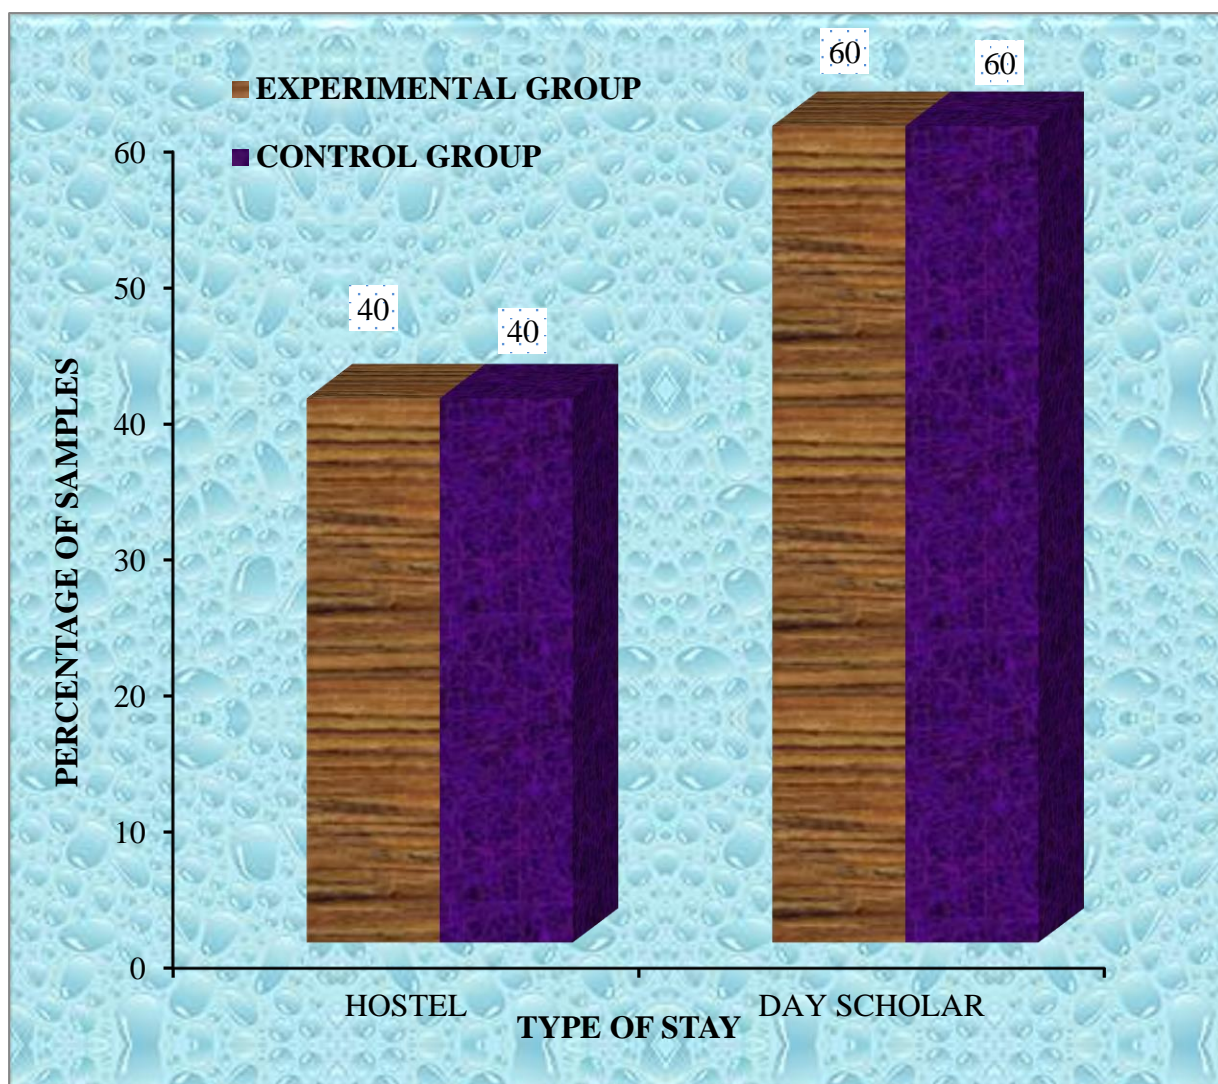 60 60
EXPERIMENTAL GROUP
CONTROL GROUP
60
50
40
30
20
10
0
40 40
PERCENTAGE OF SAMPLES
HOSTEL DAY SCHOLAR
TYPE OF STAY